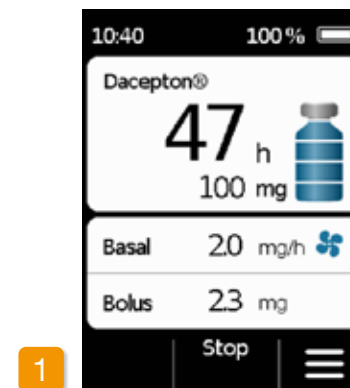 10:40 100 %
Dacepton®
47 h
100 mg
Basal 2.0 mg/h
Bolus 2.3 mg
Stop
1